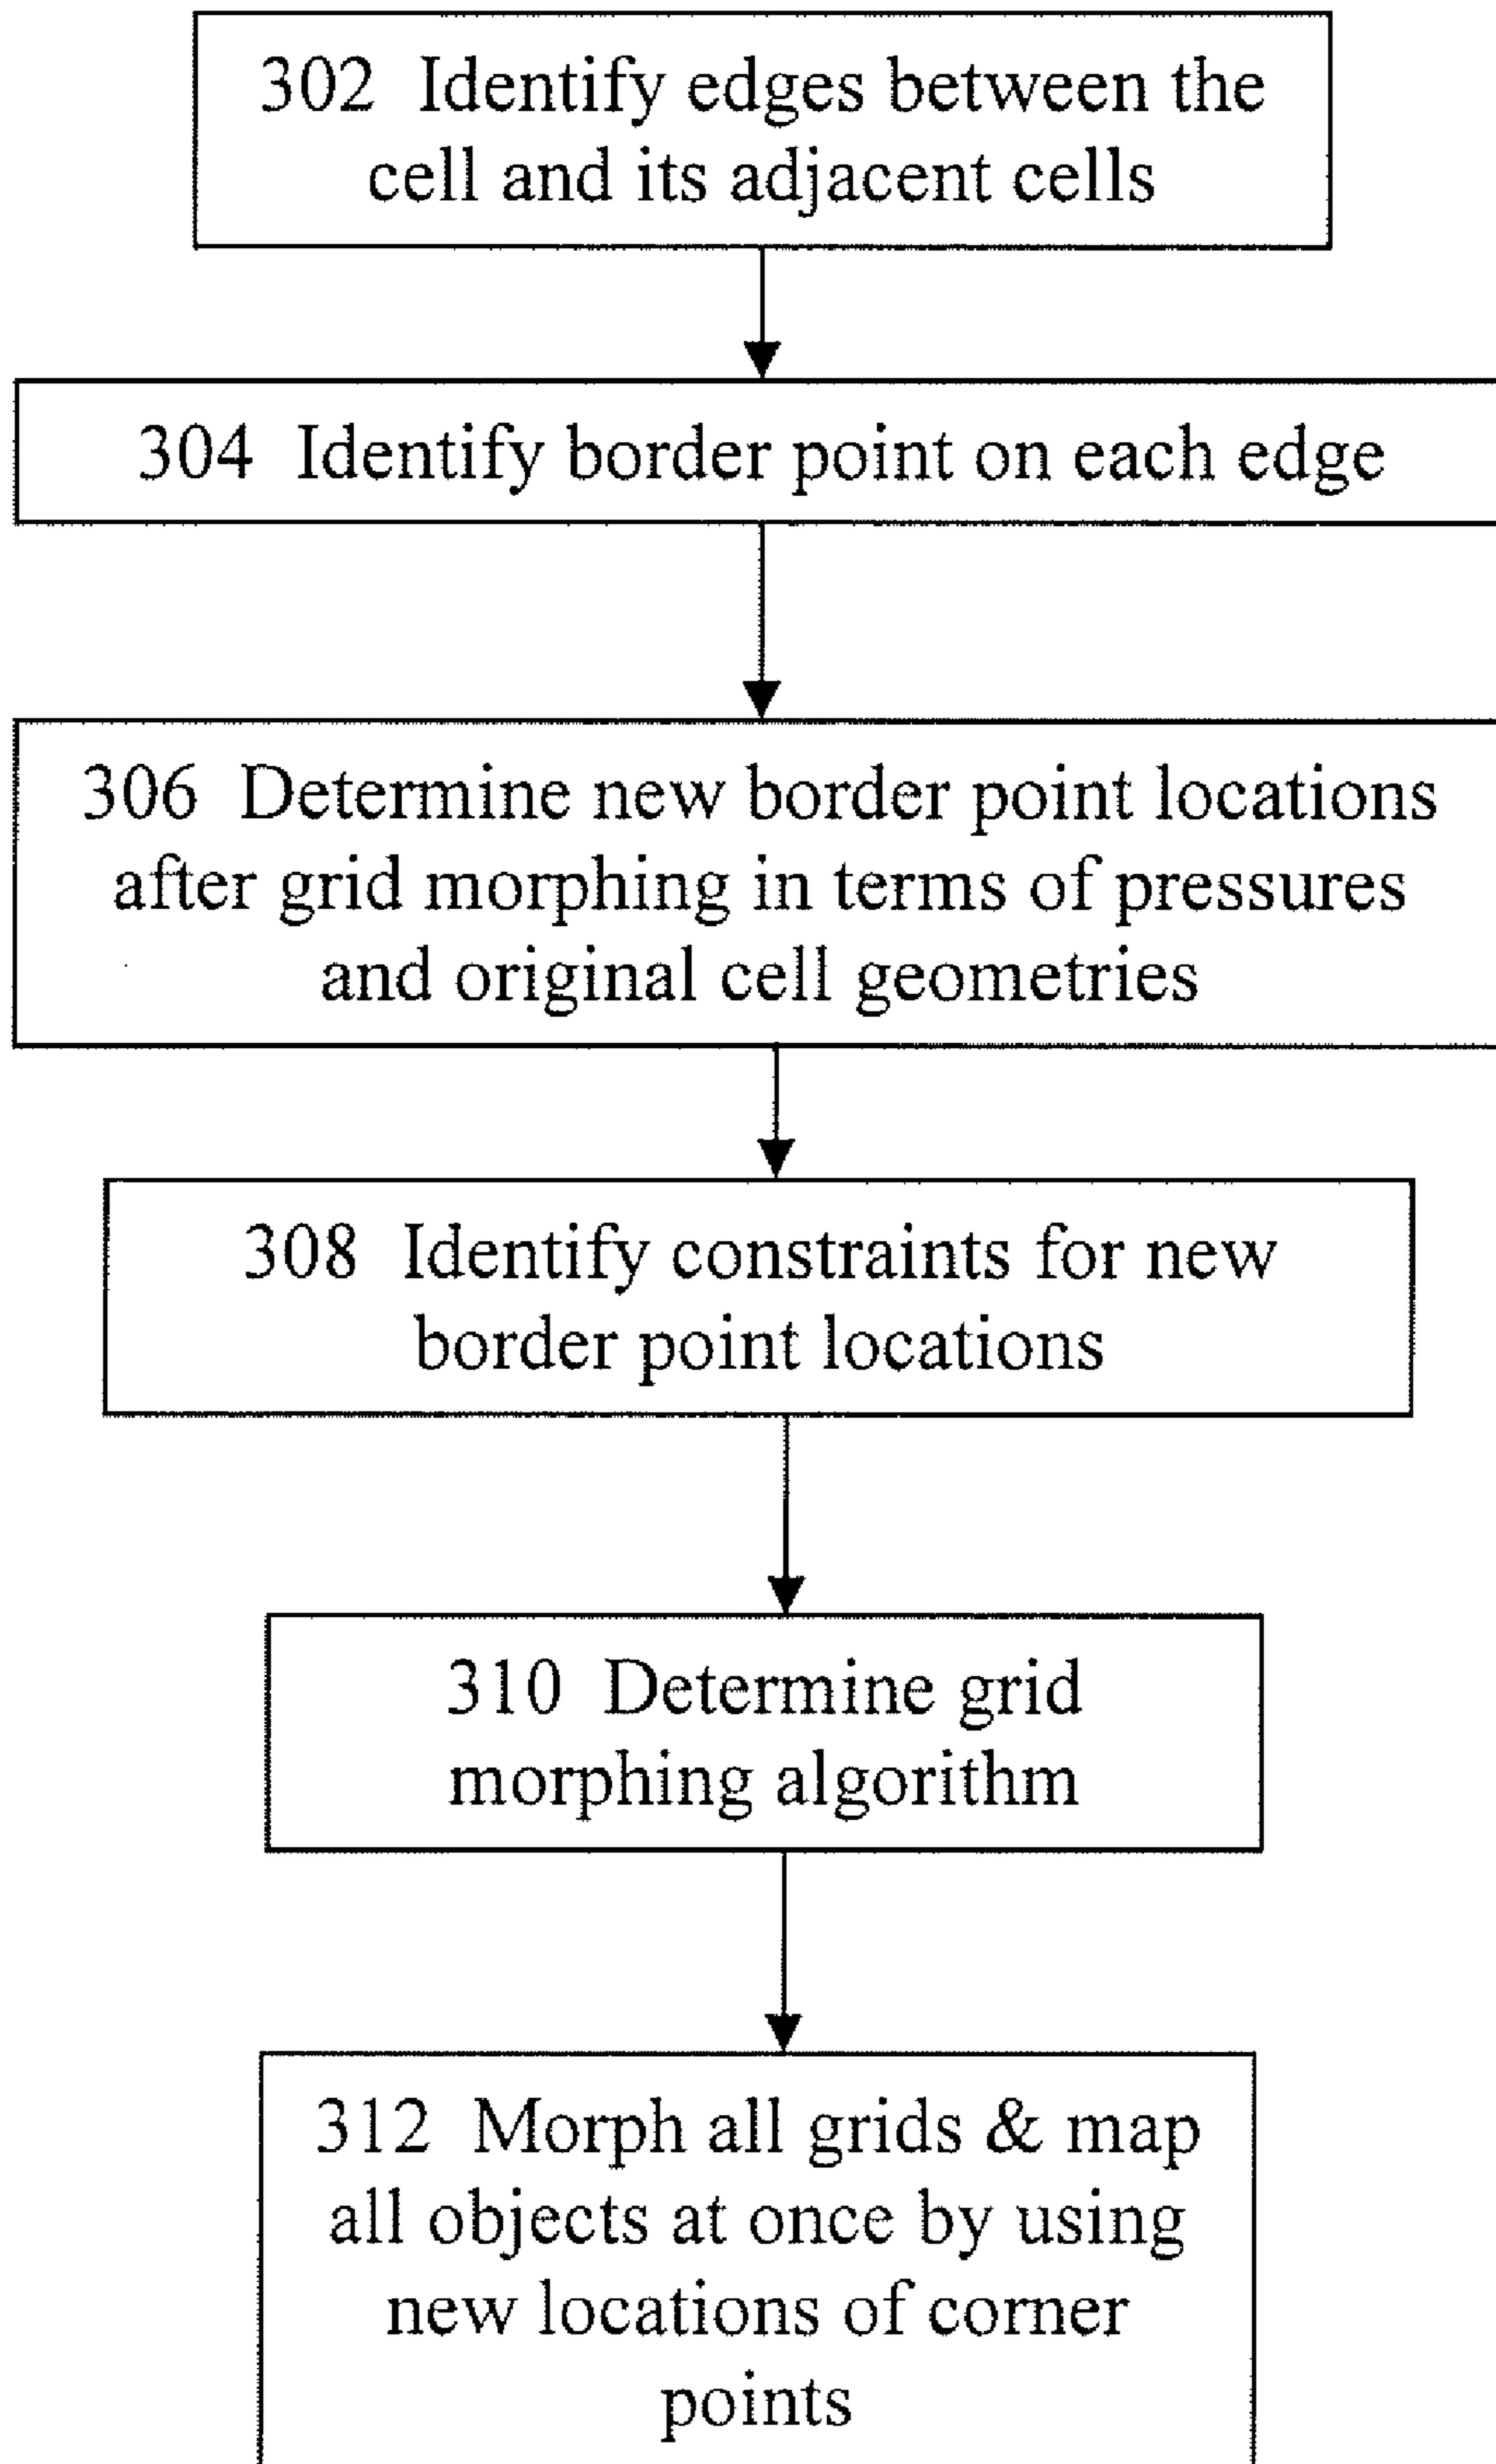 302 Identify edges between the
cell and its adjacent cells
304 Identify border point on each edge
306 Determine new border point locations
after grid morphing in terms of pressures
and original cell geometries
308 Identify constraints for new
border point locations
310 Determine grid
morphing algorithm
312 Morph all grids & map
all objects at once by using
new locations of corner
points